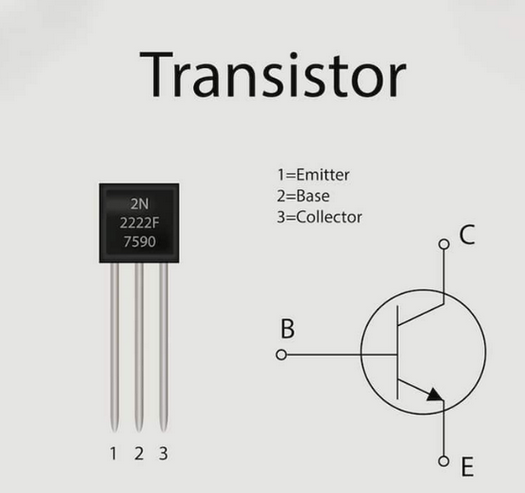 Transistor
1=Emitter
2=Base
3=Collector
2N
2222F
7590
C
B
E
1 2 3